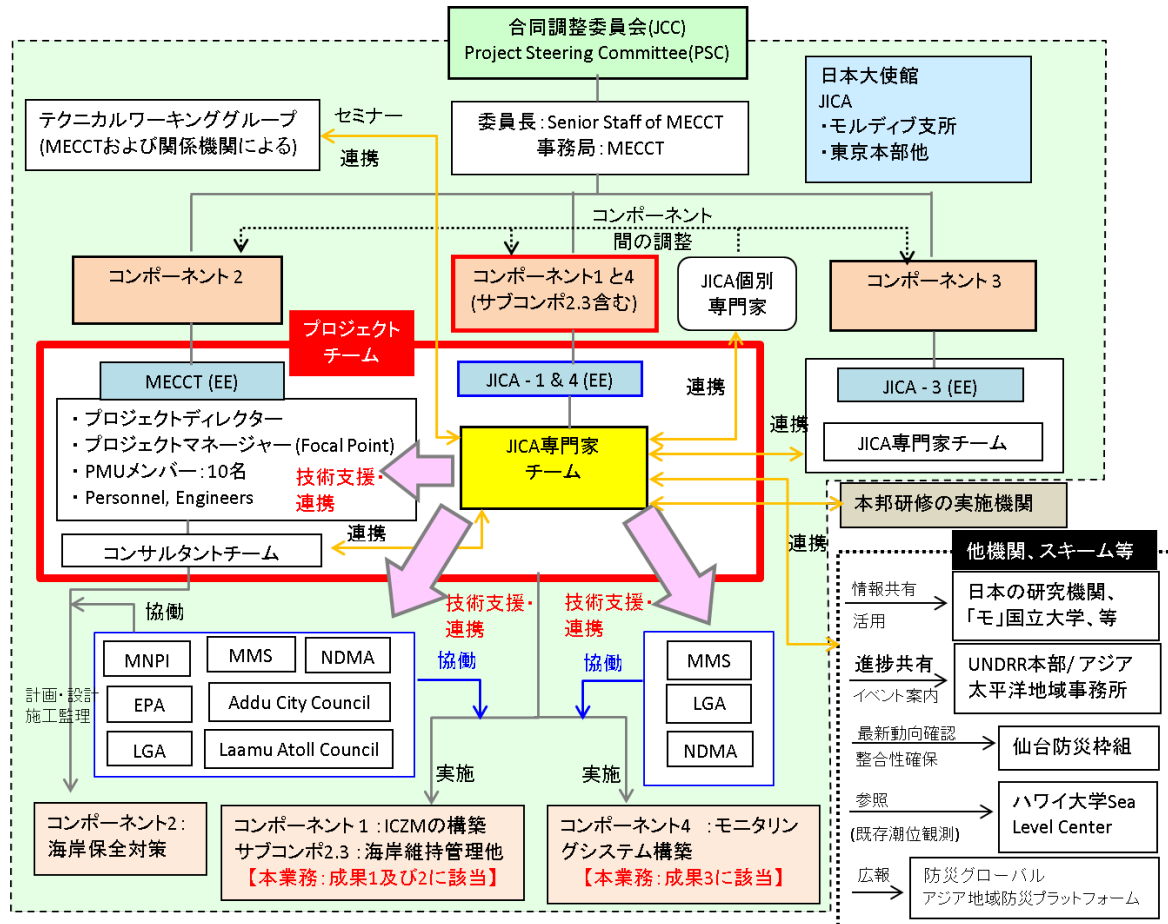 合同調整委員会(JCC)
Project Steering Committee(PSC)
日本大使館
JICA
・モルディブ支所
・東京本部他
テクニカルワーキンググループ
(MECCTおよび関係機関による)
セミナー
連携
委員長：Senior Staff of MECCT
事務局：MECCT
コンポーネント
間の調整
コンポーネント 2
コンポーネント1 と4
(サブコンポ2.3含む)
JICA個別
専門家
コンポーネント 3
プロジェクト
チーム
MECCT (EE)
・プロジェクトディレクター
・プロジェクトマネージャー (Focal Point)
・PMUメンバー：10名
・Personnel, Engineers
技術支援・
連携
JICA - 1 & 4 (EE)
JICA専門家
チーム
連携
JICA - 3 (EE)
連携
JICA専門家チーム
本邦研修の実施機関
コンサルタントチーム
連携
連携
協働
計画・設計
施工監理
MNPI
MMS
NDMA
EPA
Addu City Council
LGA
Laamu Atoll Council
技術支援・
連携
協働
技術支援・
連携
協働
MMS
LGA
NDMA
実施
実施
コンポーネント2：
海岸保全対策
コンポーネント 1：ICZMの構築
サブコンポ2.3：海岸維持管理他
【本業務：成果1及び2に該当】
コンポーネント4 ：モニタリン
グシステム構築
【本業務：成果3に該当】
他機関、スキーム等
情報共有
活用
日本の研究機関、
「モ」国立大学、等
進捗共有
イベント案内
UNDRR本部/アジア
太平洋地域事務所
最新動向確認
整合性確保
仙台防災枠組
参照
(既存潮位観測)
ハワイ大学Sea
Level Center
広報
防災グローバル
アジア地域防災プラットフォーム